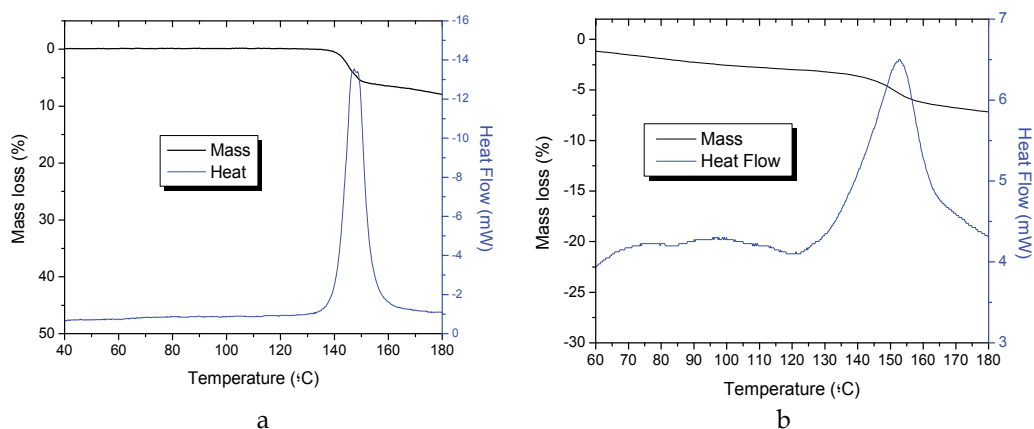 0
10
20
30
40
50
Mass loss (%)
Mass
Heat
-16
-14
-12
-10
-8
-6
-4
-2
0
Heat Flow (mW)
40 60 80 100 120 140 160 180
Temperature (°C)
a
0
-5
-10
-15
-20
-25
-30
Mass loss (%)
Mass
Heat Flow
7
6
5
4
3
Heat Flow (mW)
60 70 80 90 100 110 120 130 140 150 160 170 180
Temperature (°C)
b